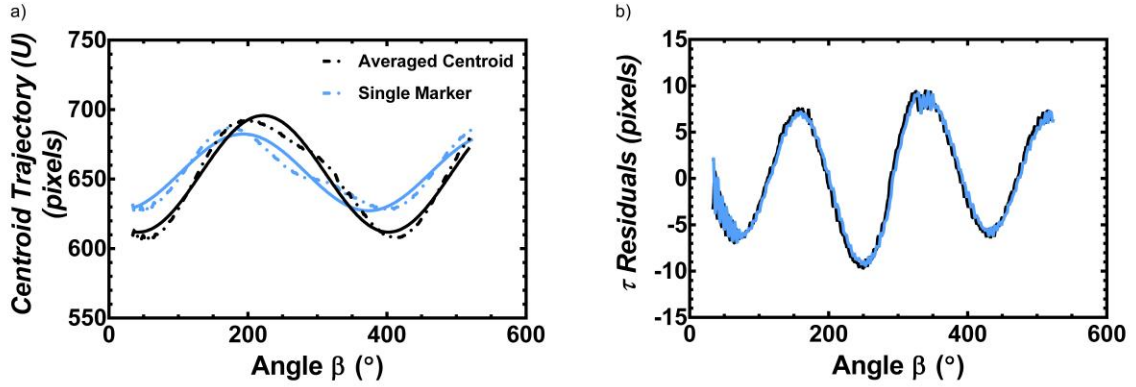 a)
Centroid Trajectory (U)
(pixels)
750
700
650
600
550
Averaged Centroid
Single Marker
0
200
400
600
Angle β (°)
b)
τ Residuals (pixels)
15
10
5
0
-5
-10
-15
0
200
400
600
Angle β (°)